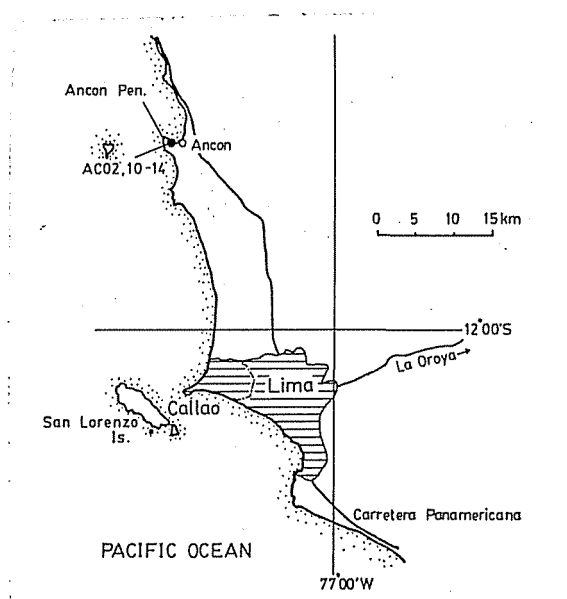 Ancon Pen.
Ancon
AC02,10-14
0 5 10 15km
12°00'S
La Oroya→
Lima
Callao
San Lorenzo
Is.
Carretera Panamericana
PACIFIC OCEAN
77°00'W